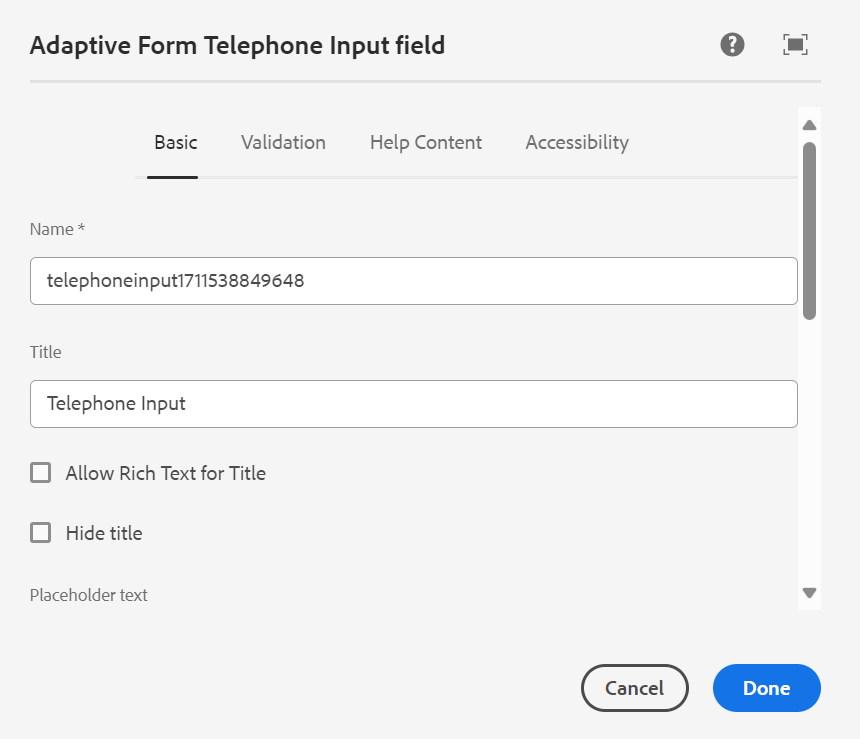 Adaptive Form Telephone Input field
Basic Validation Help Content Accessibility
Name *
telephoneinput1711538849648
Title
Telephone Input
Allow Rich Text for Title
Hide title
Placeholder text
Cancel Done